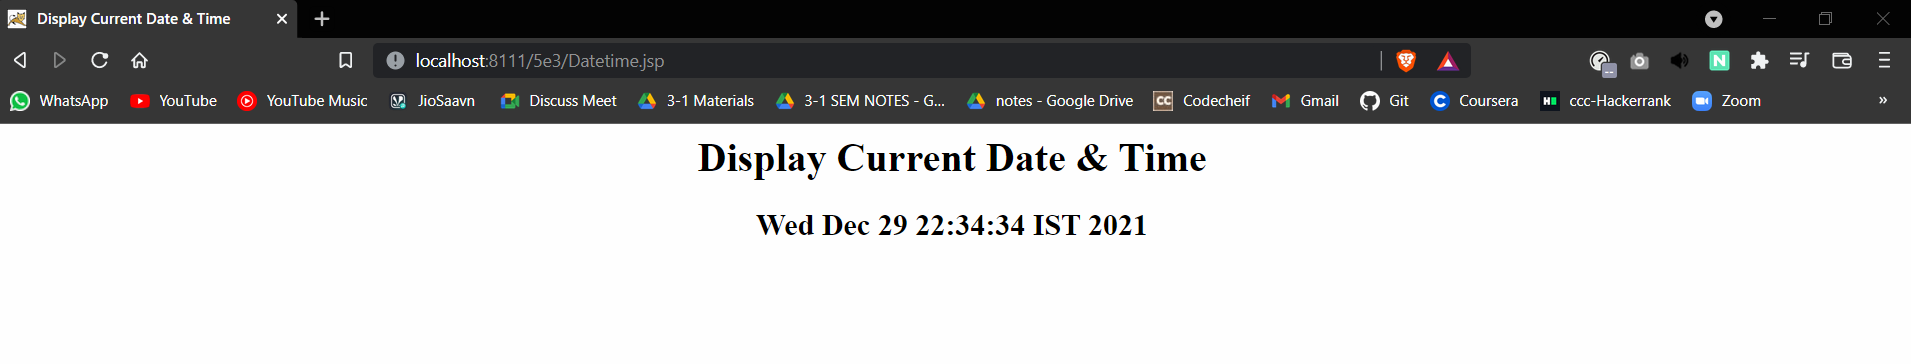 Display Current Date & Time
localhost:8111/5e3/Datetime.jsp
N
WhatsApp YouTube YouTube Music JioSaavn Discuss Meet 3-1 Materials 3-1 SEM NOTES - G... notes - Google Drive CC Codecheif Gmail Git Coursera ccc-Hackerrank Zoom »
Display Current Date & Time
Wed Dec 29 22:34:34 IST 2021